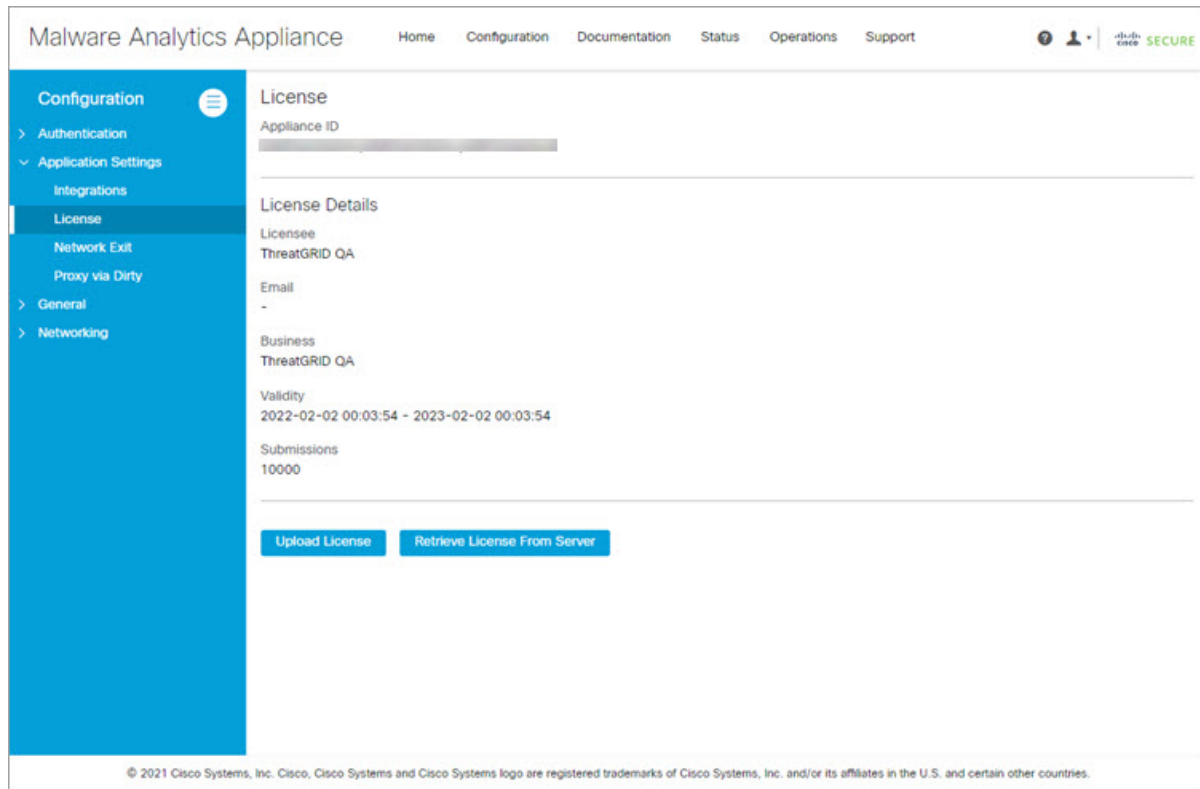 Malware Analytics Appliance
Home Configuration Documentation Status Operations Support
cisco SECURE
Configuration
Authentication
Application Settings
Integrations
License
Network Exit
Proxy via Dirty
General
Networking
License
Appliance ID
License Details
Licensee
ThreatGRID QA
Email
-
Business
ThreatGRID QA
Validity
2022-02-02 00:03:54 - 2023-02-02 00:03:54
Submissions
10000
Upload License Retrieve License From Server
© 2021 Cisco Systems, Inc. Cisco, Cisco Systems and Cisco Systems logo are registered trademarks of Cisco Systems, Inc. and/or its affiliates in the U.S. and certain other countries.